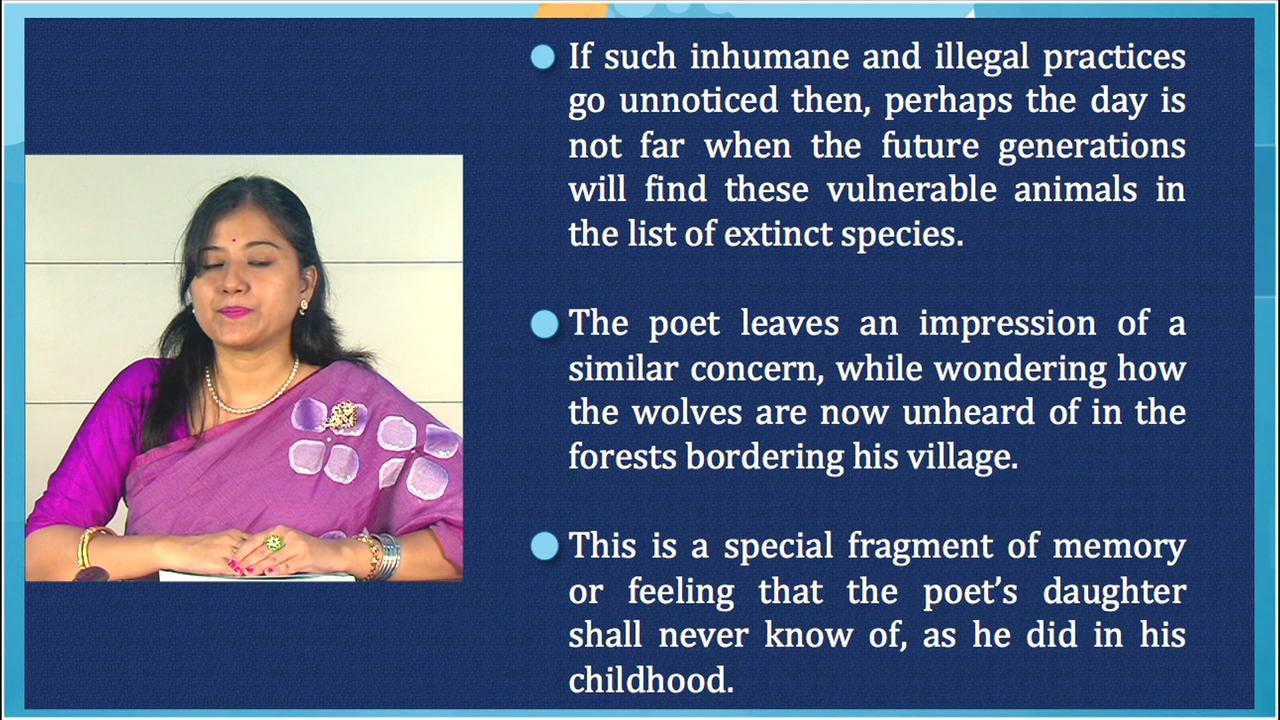 If such inhumane and illegal practices
go unnoticed then, perhaps the day is
not far when the future generations
will find these vulnerable animals in
the list of extinct species.
The poet leaves an impression of a
similar concern, while wondering how
the wolves are now unheard of in the
forests bordering his village.
This is a special fragment of memory
or feeling that the poet’s daughter
shall never know of, as he did in his
childhood.